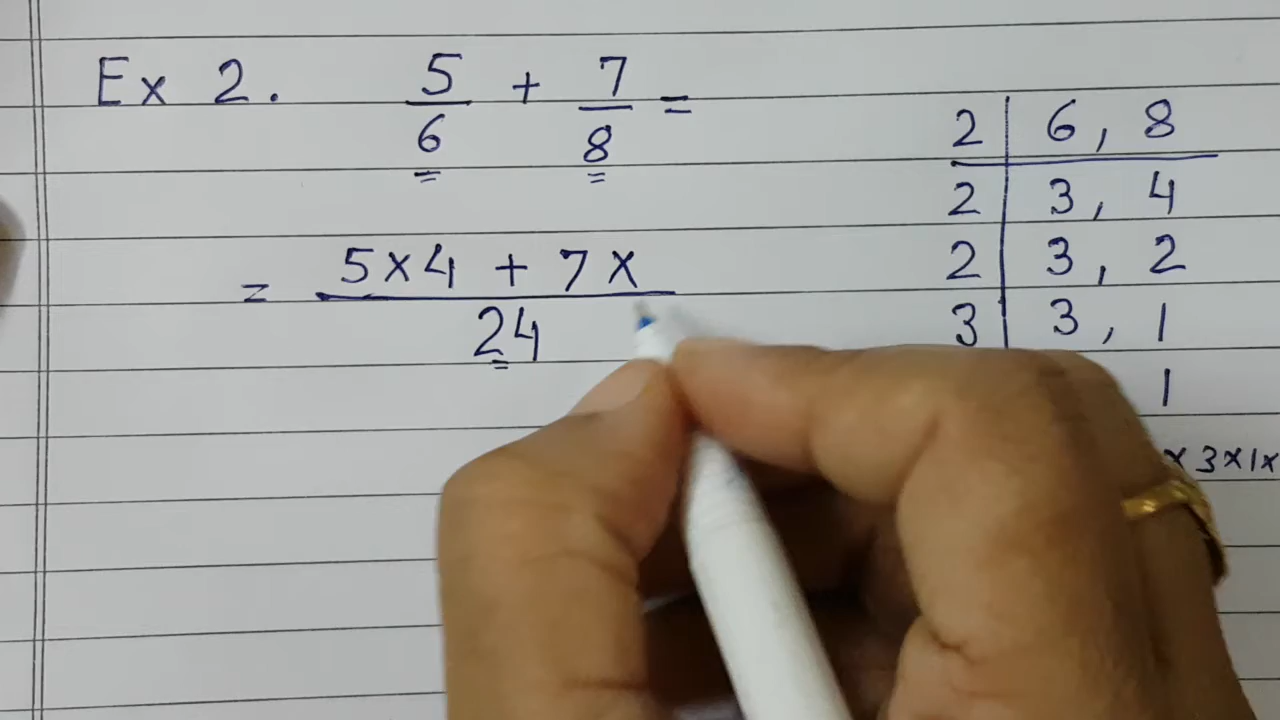 Ex 2. 5/6 + 7/8 =
= 5×4 + 7×
24
2 | 6, 8
2 | 3, 4
2 | 3, 2
3 | 3, 1
1
× 3×1×